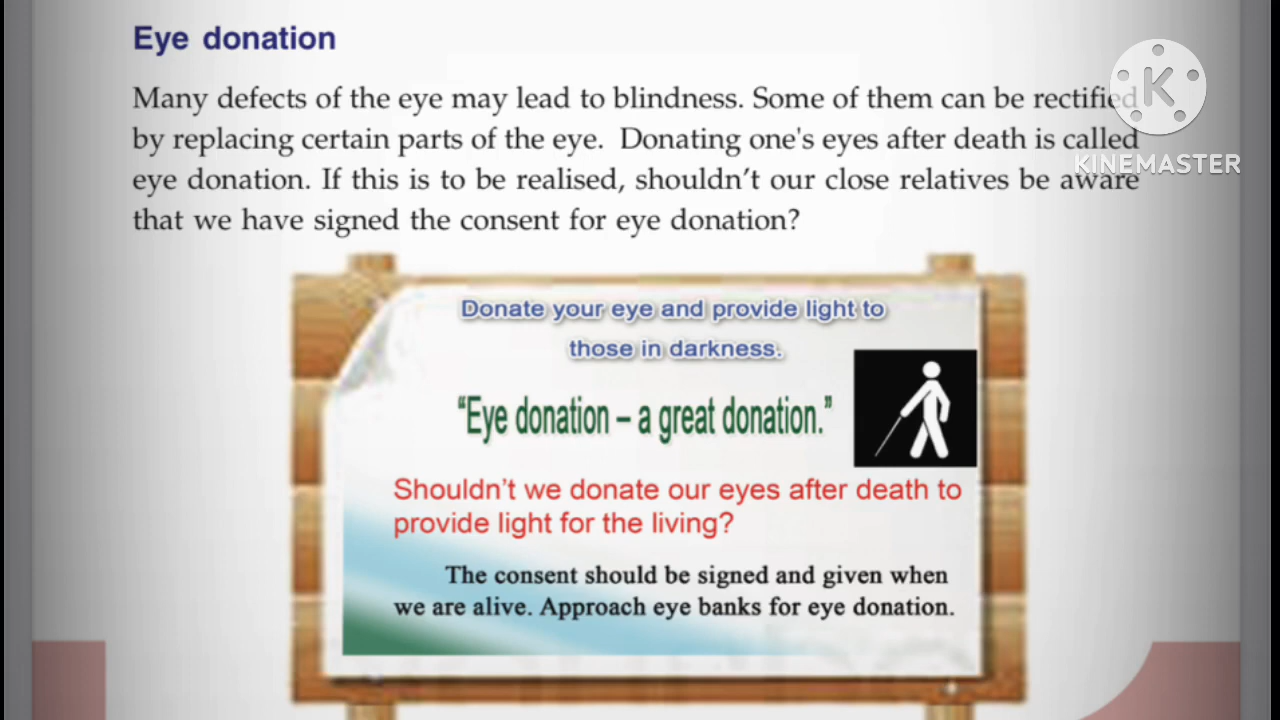 Eye donation
Many defects of the eye may lead to blindness. Some of them can be rectified
by replacing certain parts of the eye. Donating one's eyes after death is called
eye donation. If this is to be realised, shouldn't our close relatives be aware
that we have signed the consent for eye donation?
K
KINEMASTER
Donate your eye and provide light to
those in darkness.
“Eye donation – a great donation.”
Shouldn't we donate our eyes after death to
provide light for the living?
The consent should be signed and given when
we are alive. Approach eye banks for eye donation.